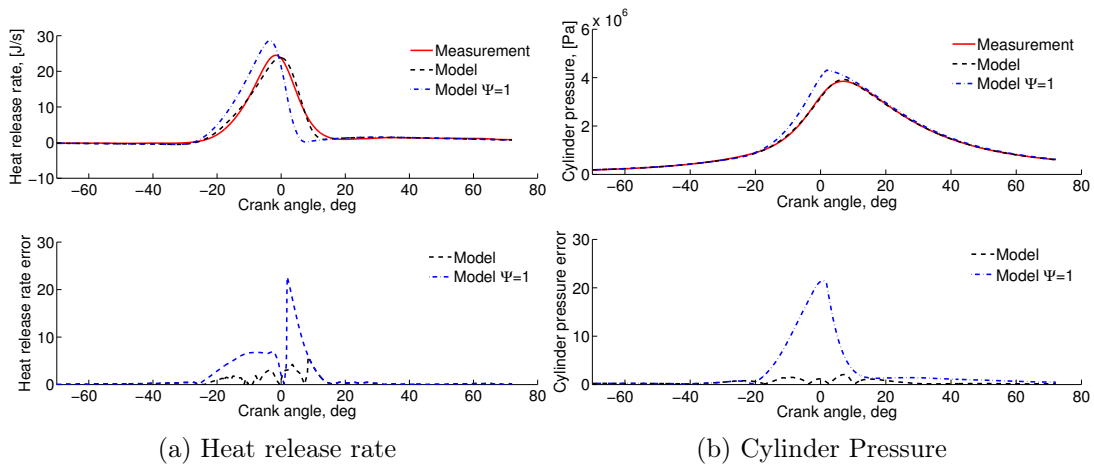 Heat release rate, [J/s]
30
20
10
0
−10
−60 −40 −20 0 20 40 60 80
Crank angle, deg
Measurement
Model
Model Ψ=1
Cylinder pressure, [Pa]
x 10^6
6
4
2
0
−60 −40 −20 0 20 40 60 80
Crank angle, deg
Measurement
Model
Model Ψ=1
Heat release rate error
30
20
10
0
−60 −40 −20 0 20 40 60 80
Crank angle, deg
Model
Model Ψ=1
Cylinder pressure error
30
20
10
0
−60 −40 −20 0 20 40 60 80
Crank angle, deg
Model
Model Ψ=1
(a) Heat release rate
(b) Cylinder Pressure